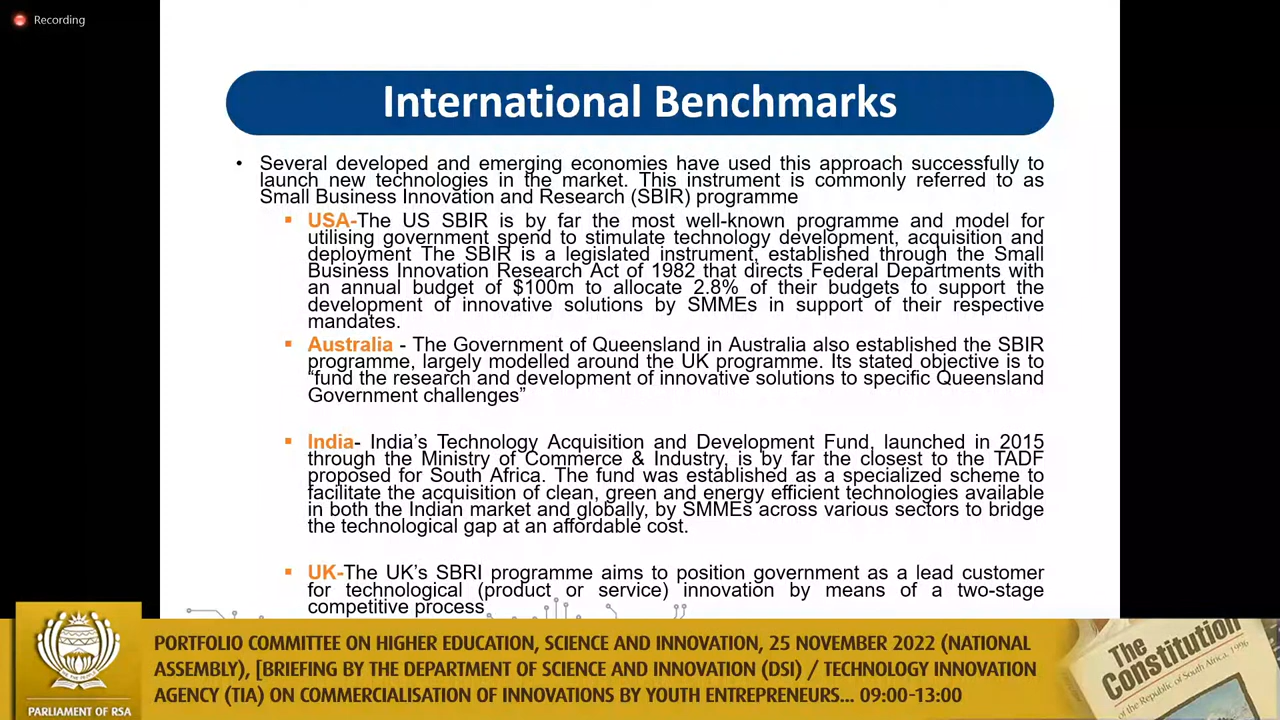 Recording
International Benchmarks
• Several developed and emerging economies have used this approach successfully to
launch new technologies in the market. This instrument is commonly referred to as
Small Business Innovation and Research (SBIR) programme
▪ USA-The US SBIR is by far the most well-known programme and model for
utilising government spend to stimulate technology development, acquisition and
deployment The SBIR is a legislated instrument, established through the Small
Business Innovation Research Act of 1982 that directs Federal Departments with
an annual budget of $100m to allocate 2.8% of their budgets to support the
development of innovative solutions by SMMEs in support of their respective
mandates.
▪ Australia - The Government of Queensland in Australia also established the SBIR
programme, largely modelled around the UK programme. Its stated objective is to
“fund the research and development of innovative solutions to specific Queensland
Government challenges”
▪ India- India’s Technology Acquisition and Development Fund, launched in 2015
through the Ministry of Commerce & Industry, is by far the closest to the TADF
proposed for South Africa. The fund was established as a specialized scheme to
facilitate the acquisition of clean, green and energy efficient technologies available
in both the Indian market and globally, by SMMEs across various sectors to bridge
the technological gap at an affordable cost.
▪ UK-The UK’s SBRI programme aims to position government as a lead customer
for technological (product or service) innovation by means of a two-stage
competitive process
PORTFOLIO COMMITTEE ON HIGHER EDUCATION, SCIENCE AND INNOVATION, 25 NOVEMBER 2022 (NATIONAL
ASSEMBLY), [BRIEFING BY THE DEPARTMENT OF SCIENCE AND INNOVATION (DSI) / TECHNOLOGY INNOVATION
AGENCY (TIA) ON COMMERCIALISATION OF INNOVATIONS BY YOUTH ENTREPRENEURS... 09:00-13:00
PARLIAMENT OF RSA
The
Constitution
of the Republic of South Africa, 1996